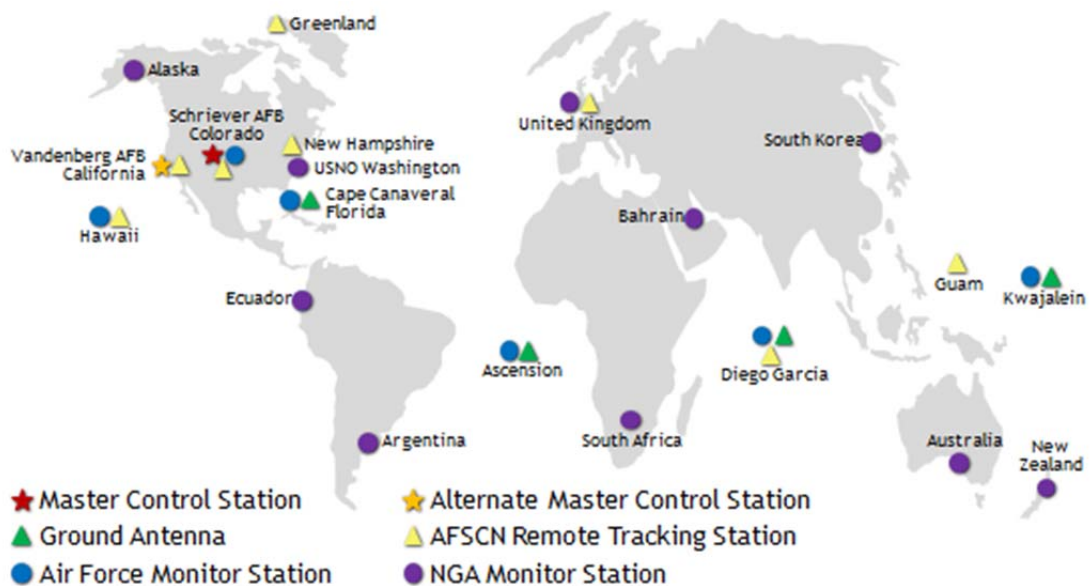 Greenland
Alaska
Schriever AFB
Colorado
United Kingdom
New Hampshire
South Korea
Vandenberg AFB
California
USNO Washington
Cape Canaveral
Florida
Hawaii
Bahrain
Guam
Kwajalein
Ecuador
Ascension
Diego Garcia
Argentina
South Africa
Australia
New
Zealand
Master Control Station
Alternate Master Control Station
Ground Antenna
AFSCN Remote Tracking Station
Air Force Monitor Station
NGA Monitor Station